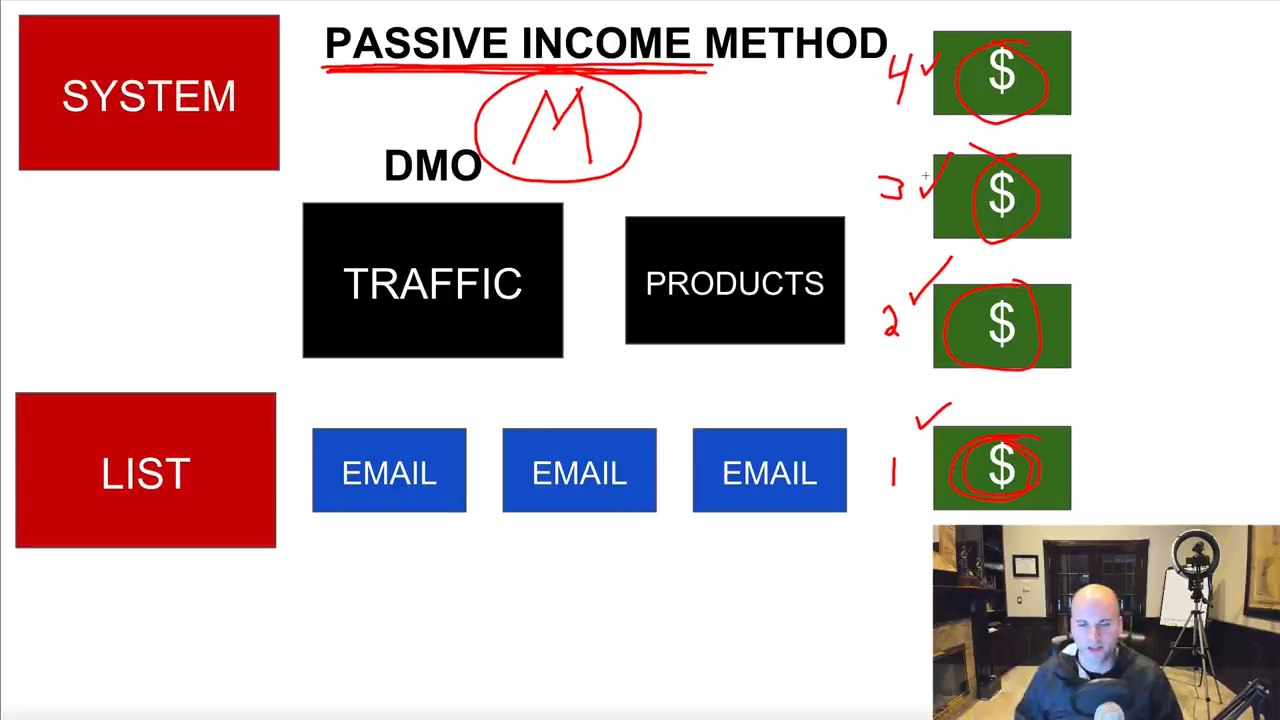 PASSIVE INCOME METHOD
SYSTEM
M
DMO
TRAFFIC
PRODUCTS
LIST
EMAIL
EMAIL
EMAIL
4
$
3
$
2
$
1
$